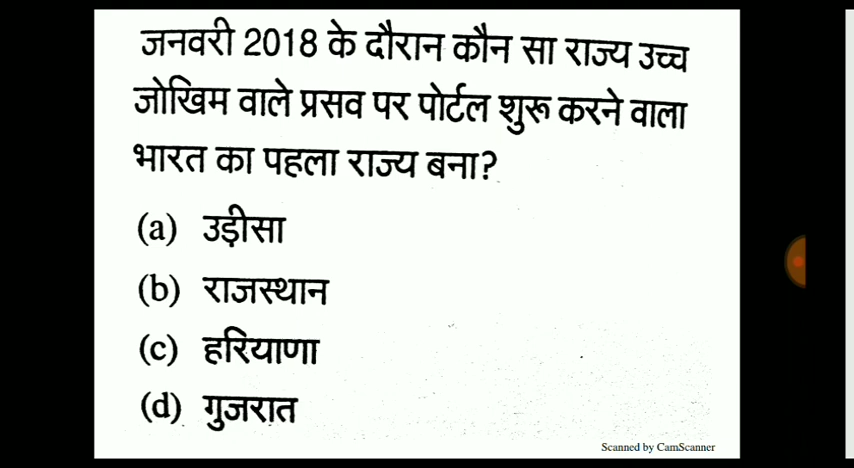 जनवरी 2018 के दौरान कौन सा राज्य उच्च
जोखिम वाले प्रसव पर पोर्टल शुरू करने वाला
भारत का पहला राज्य बना?
(a) उड़ीसा
(b) राजस्थान
(c) हरियाणा
(d) गुजरात
Scanned by CamScanner